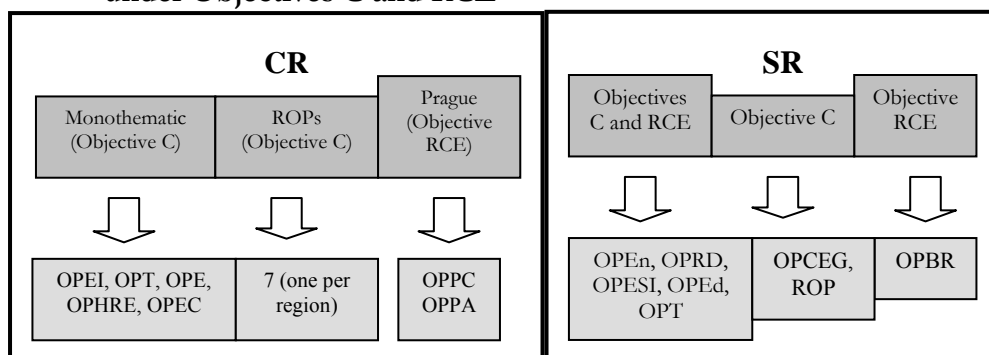 under Objectives C and RCE
CR
Monothematic
(Objective C)
ROPs
(Objective C)
Prague
(Objective
RCE)
OPEI, OPT, OPE,
OPHRE, OPEC
7 (one per
region)
OPPC
OPPA
SR
Objectives
C and RCE
Objective C
Objective
RCE
OPEn, OPRD,
OPESI, OPEd,
OPT
OPCEG,
ROP
OPBR